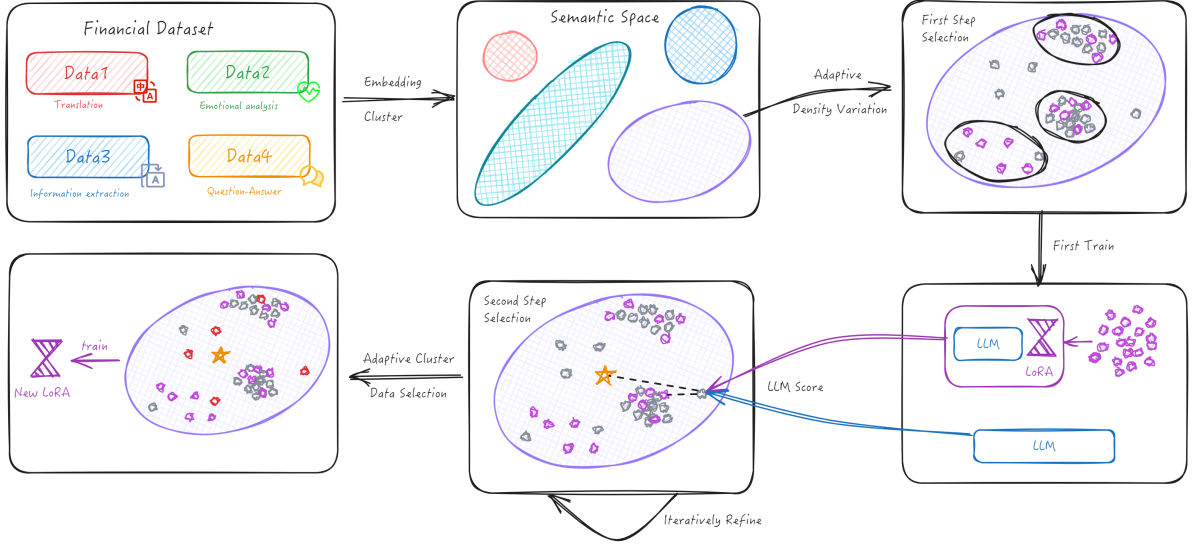 Financial Dataset
Data1
Translation
中
A
Data2
Emotional analysis
Data3
Information extraction
A
Data4
Question-Answer
Embedding
Cluster
Semantic Space
Adaptive
Density Variation
First Step
Selection
First Train
LLM
LoRA
LLM
LLM Score
Second Step
Selection
Iteratively Refine
Adaptive Cluster
Data Selection
train
New LoRA